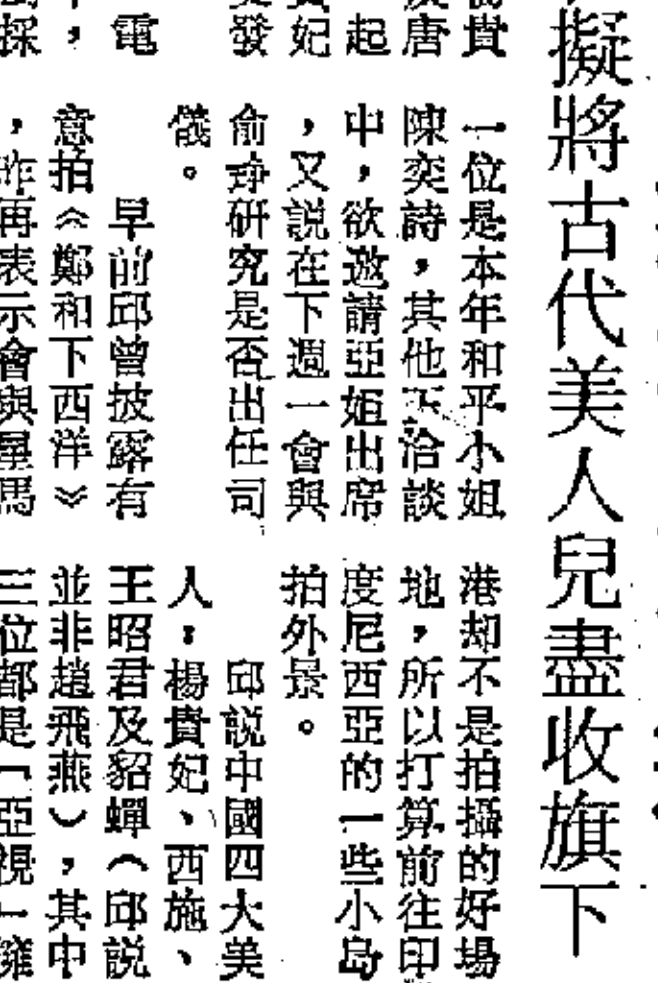 擬將古代美人兒盡收旗下
貴
唐
起
妃
發
電
採
一位是本年和平小姐
陳奕詩，其他不洽談
中，欲邀請亞姐出席
，又説在下週一會與
俞琤研究是否出任司
儀。
早前邱曾披露有
意拍《鄭和下西洋》
，昨再表示會與星馬
港却不是拍攝的好場
地，所以打算前往印
度尼西亞的一些小島
拍外景。
邱説中國四大美
人，楊貴妃、西施、
王昭君及貂蟬（邱説
並非趙飛燕），其中
三位都是「亞視」擁